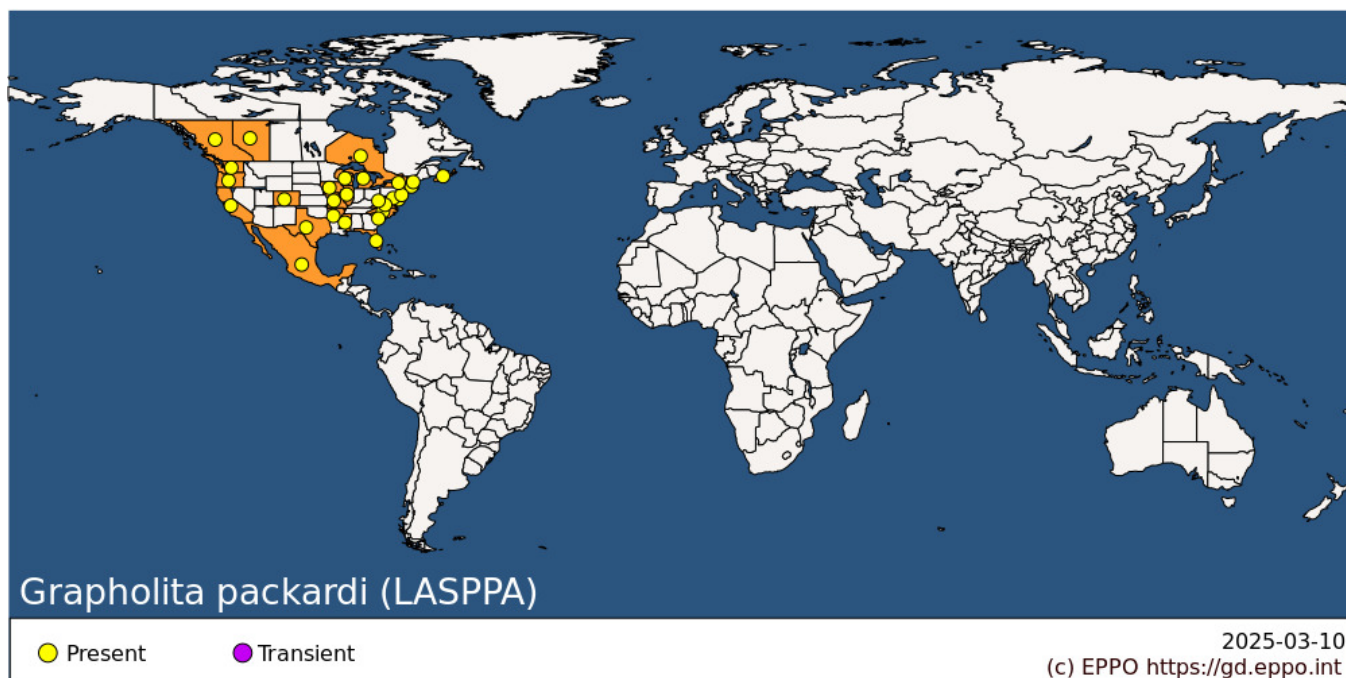 Grapholita packardi (LASPPA)
Present
Transient
2025-03-10
(c) EPPO https://gd.eppo.int